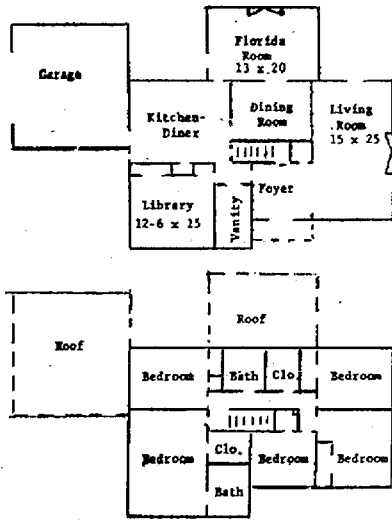 Florida
Room
13 x 20
Garage
Kitchen-
Diner
Dining
Room
Living
Room
15 x 25
Library
12-6 x 25
Vanity
Foyer
Roof
Roof
Bedroom
Bath
Clo.
Bedroom
Bedroom
Clo.
Bedroom
Bedroom
Bath